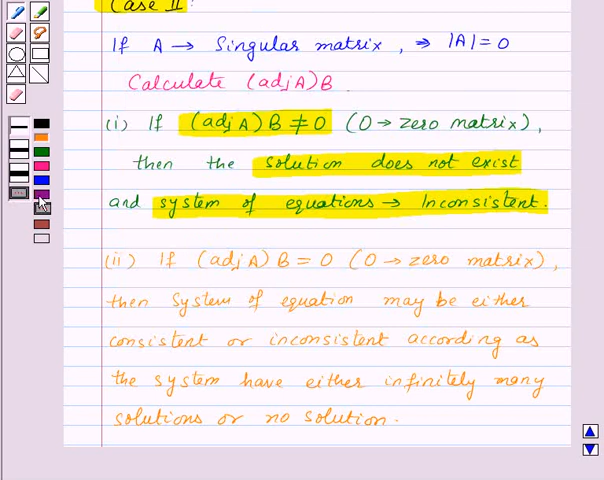 Case II:
If A → Singular matrix, ⇒ |A| = 0
Calculate (adj A) B.
(i) If (adj A) B ≠ 0 (0 → zero matrix),
then the solution does not exist
and system of equations → Inconsistent.
(ii) If (adj A) B = 0 (0 → zero matrix),
then System of equation may be either
consistent or inconsistent according as
the system have either infinitely many
solutions or no solution.